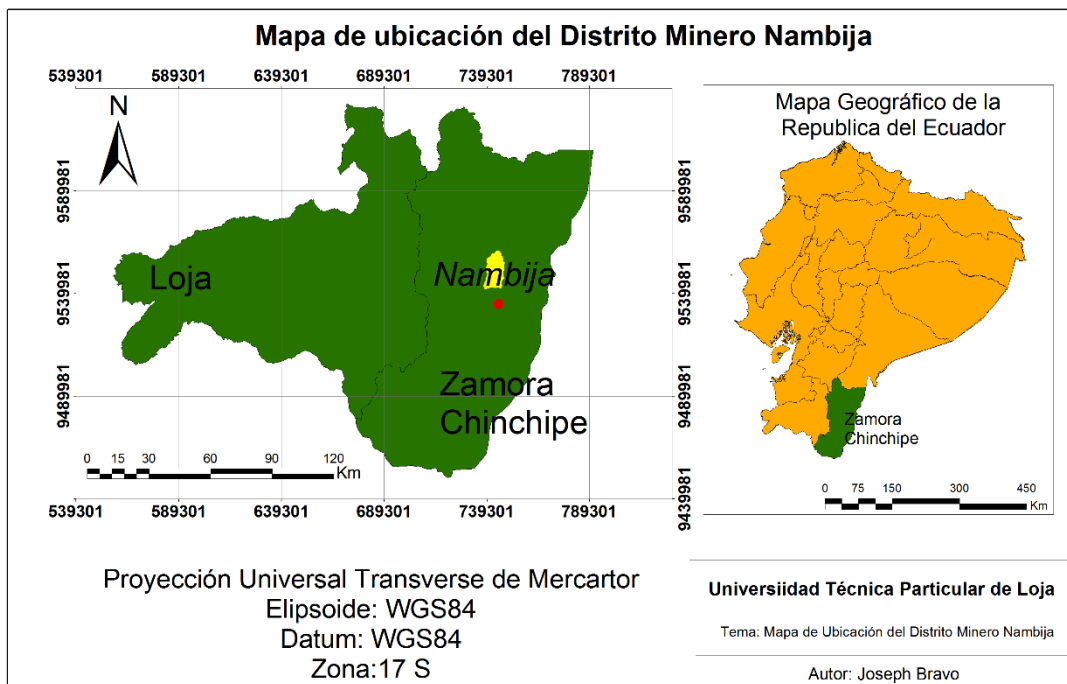 Mapa de ubicación del Distrito Minero Nambija
539301 589301 639301 689301 739301 789301
N
9589981 9589981
9539981 9539981
9489981 9489981
9439981
Loja
Nambija
Zamora
Chinchipe
0 15 30 60 90 120
Km
539301 589301 639301 689301 739301 789301
Mapa Geográfico de la
Republica del Ecuador
Zamora
Chinchipe
0 75 150 300 450
Km
Proyección Universal Transverse de Mercartor
Elipsoide: WGS84
Datum: WGS84
Zona:17 S
Universiidad Técnica Particular de Loja
Tema: Mapa de Ubicación del Distrito Minero Nambija
Autor: Joseph Bravo